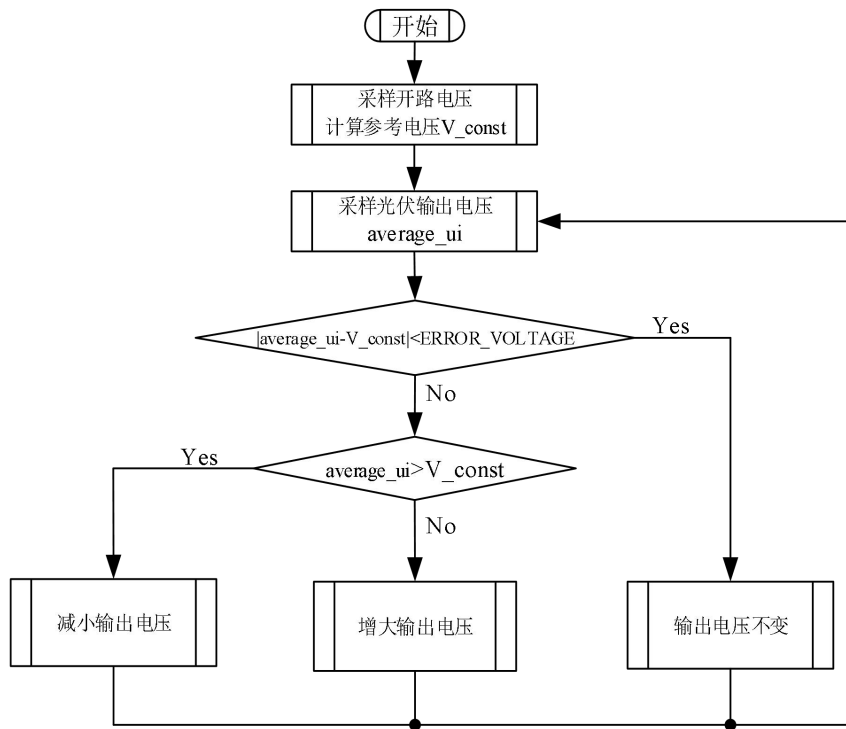 开始
采样开路电压
计算参考电压V_const
采样光伏输出电压
average_ui
|average_ui-V_const|<ERROR_VOLTAGE
Yes
No
Yes
average_ui>V_const
No
减小输出电压
增大输出电压
输出电压不变